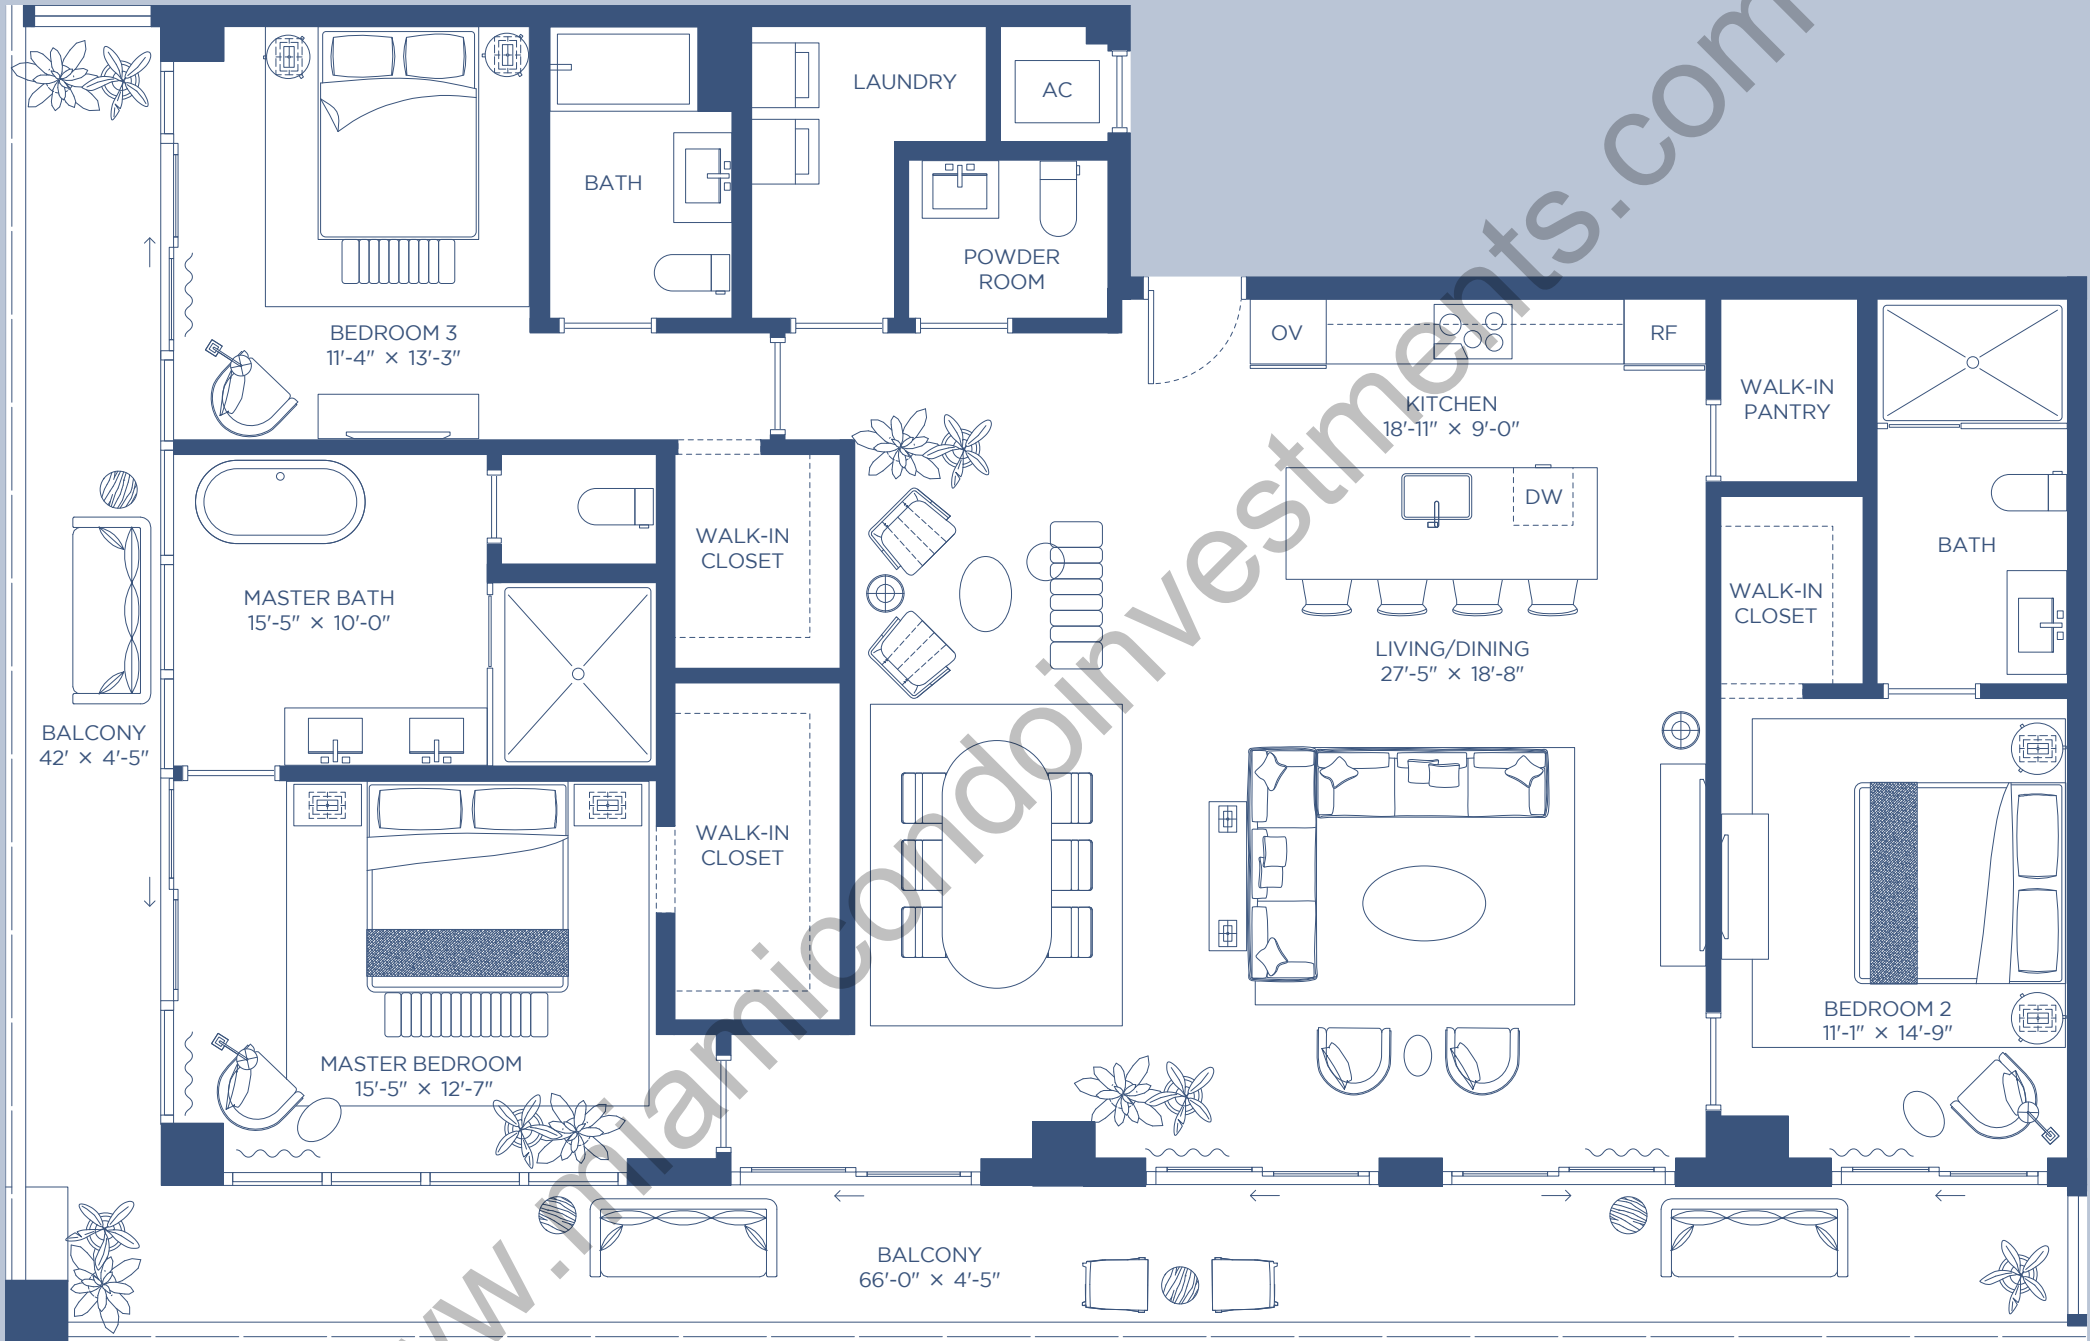 LAUNDRY
AC
BATH
POWDER
ROOM
BEDROOM 3
11'-4" × 13'-3"
OV
RF
KITCHEN
18'-11" × 9'-0"
WALK-IN
PANTRY
DW
WALK-IN
CLOSET
BATH
WALK-IN
CLOSET
MASTER BATH
15'-5" × 10'-0"
LIVING/DINING
27'-5" × 18'-8"
BALCONY
42' × 4'-5"
WALK-IN
CLOSET
MASTER BEDROOM
15'-5" × 12'-7"
BEDROOM 2
11'-1" × 14'-9"
BALCONY
66'-0" × 4'-5"
w.miamicondoinvestments.com